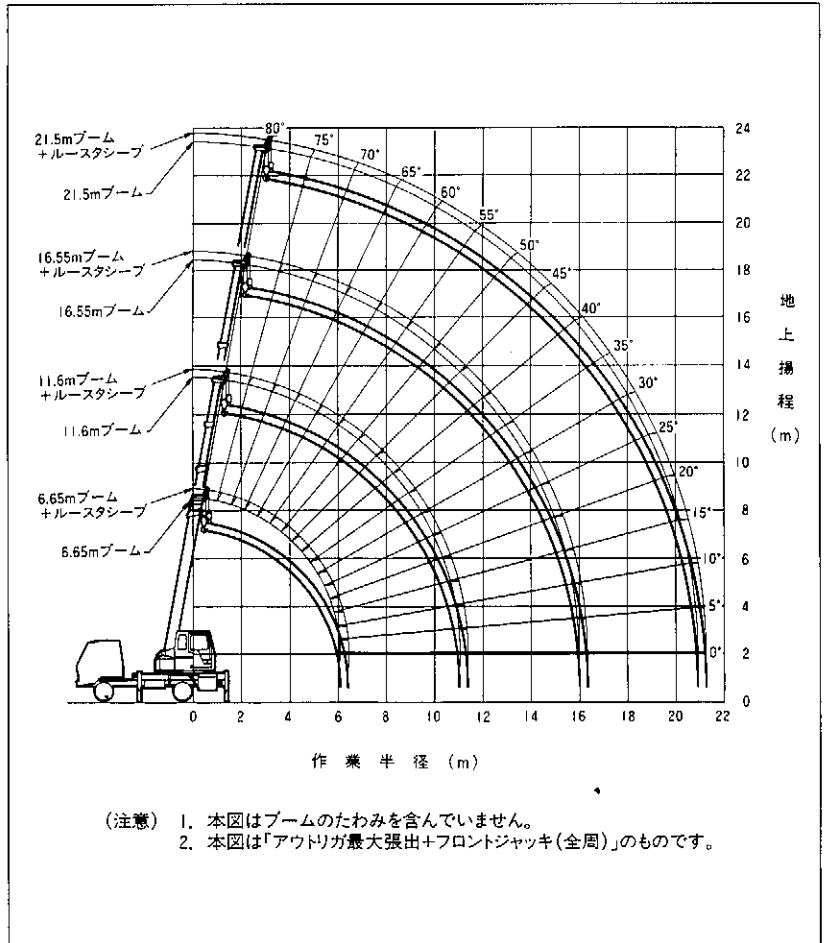 21.5mブーム
+ルースタシーブ
21.5mブーム
16.55mブーム
+ルースタシーブ
16.55mブーム
11.6mブーム
+ルースタシーブ
11.6mブーム
6.65mブーム
+ルースタシーブ
6.65mブーム
80°
75°
70°
65°
60°
55°
50°
45°
40°
35°
30°
25°
20°
15°
10°
5°
0°
24
22
20
18
16
14
12
10
8
6
4
2
0
地上揚程(m)
0 2 4 6 8 10 12 14 16 18 20 22
作業半径(m)
(注意) 1. 本図はブームのたわみを含んでいません。
2. 本図は「アウトリガ最大張出+フロントジャッキ(全周)」のものです。